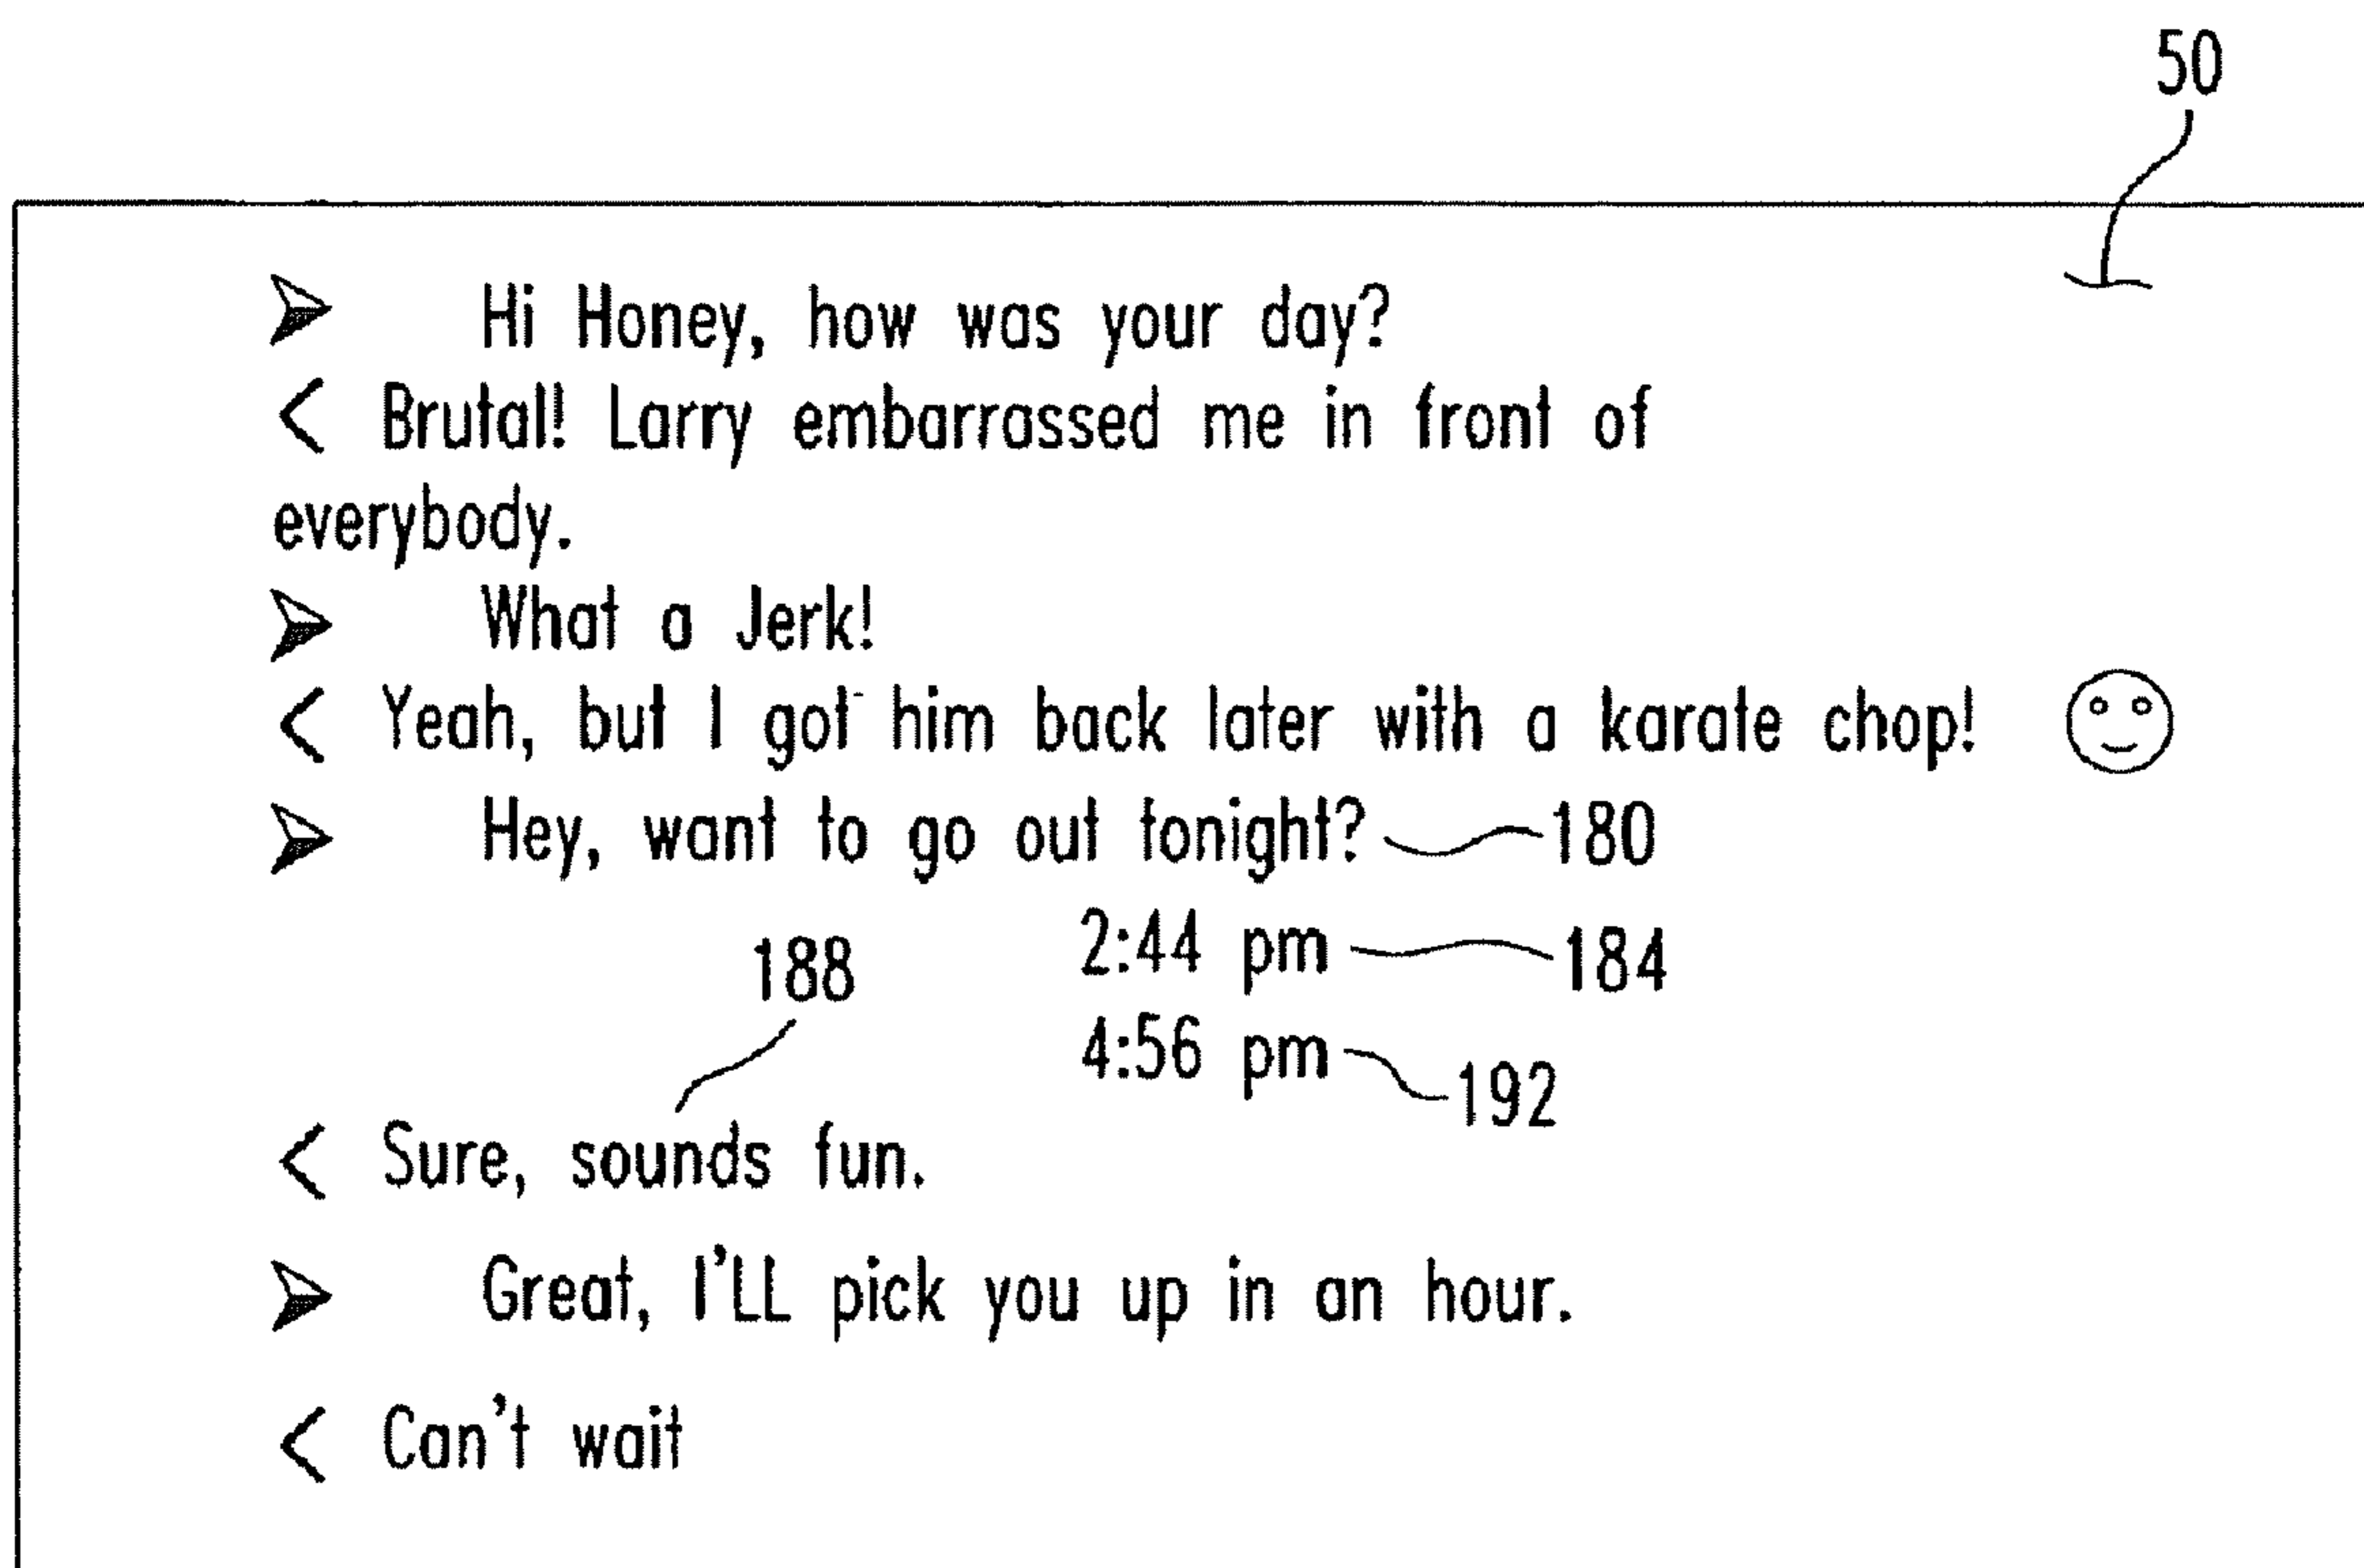 50
➢ Hi Honey, how was your day?
< Brutal! Larry embarrassed me in front of
everybody.
➢ What a Jerk!
< Yeah, but I got him back later with a karate chop! ☺
➢ Hey, want to go out tonight? 180
2:44 pm 184
188
4:56 pm 192
< Sure, sounds fun.
➢ Great, I'LL pick you up in an hour.
< Can't wait